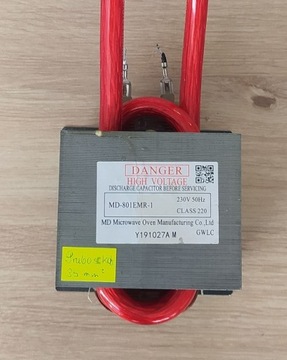 DANGER
HIGH VOLTAGE
DISCHARGE CAPACITOR BEFORE SERVICING
MD-801EMR-1
230V 50Hz
CLASS 220
MD Microwave Oven Manufacturing Co.,Ltd
Y191027A M
GWLC
mm²